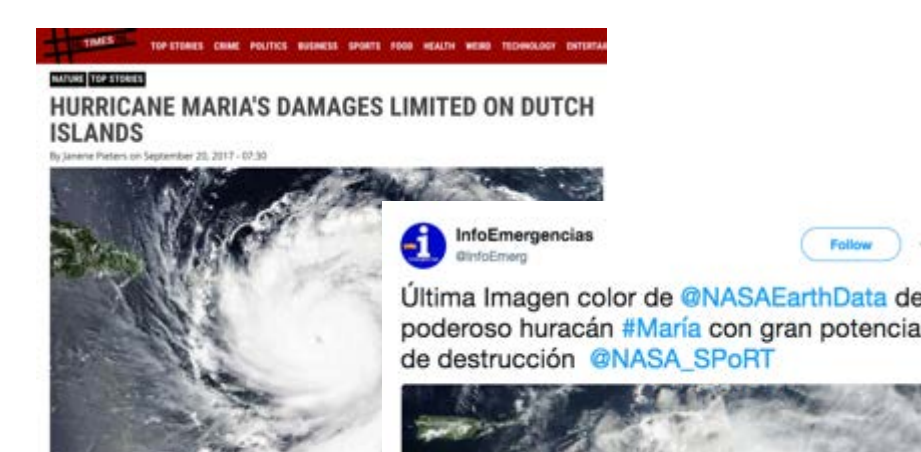 TIMES
TOP STORIES CRIME POLITICS BUSINESS SPORTS FOOD HEALTH WEIRD TECHNOLOGY ENTERTAI
NATURE TOP STORIES
HURRICANE MARIA'S DAMAGES LIMITED ON DUTCH
ISLANDS
By Janene Pieters on September 20, 2017 - 07:30
InfoEmergencias
@InfoEmerg
Follow
Última Imagen color de @NASAEarthData de
poderoso huracán #María con gran potencia
de destrucción @NASA_SPoRT